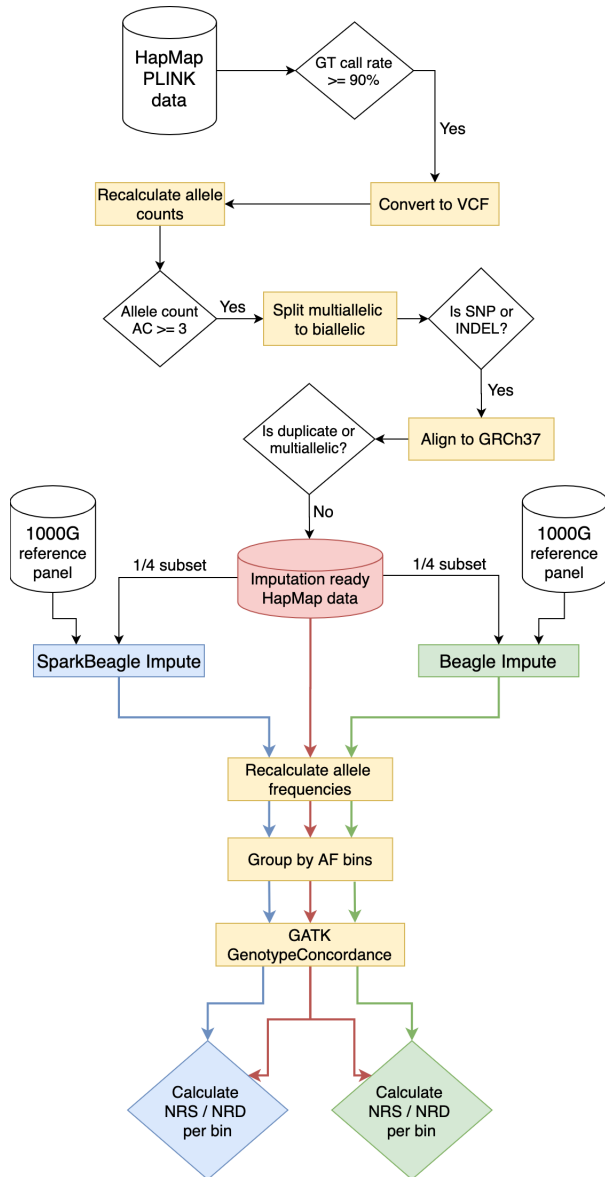 HapMap
PLINK
data
GT call rate
>= 90%
Yes
Recalculate allele
counts
Convert to VCF
Allele count
AC >= 3
Yes
Split multiallelic
to biallelic
Is SNP or
INDEL?
Yes
Is duplicate or
multiallelic?
Align to GRCh37
No
1000G
reference
panel
1/4 subset
Imputation ready
HapMap data
1/4 subset
1000G
reference
panel
SparkBeagle Impute
Beagle Impute
Recalculate allele
frequencies
Group by AF bins
GATK
GenotypeConcordance
Calculate
NRS / NRD
per bin
Calculate
NRS / NRD
per bin